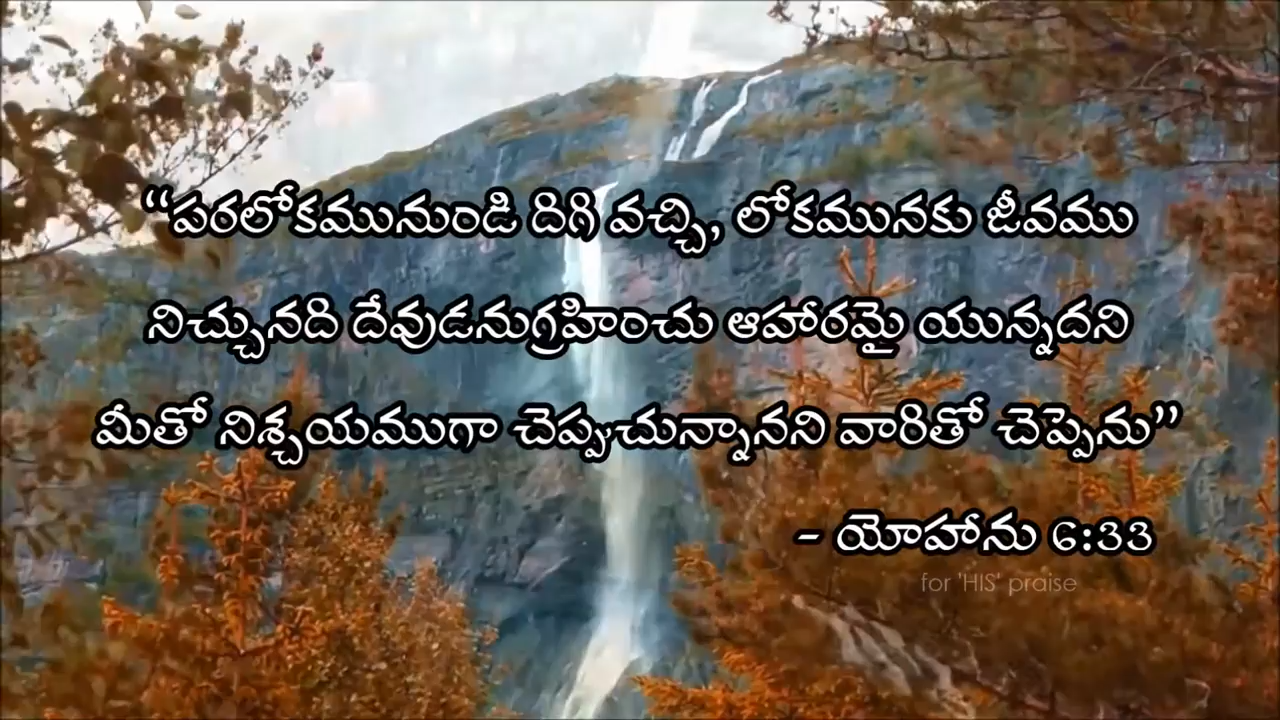 “పరలోకమునుండి దిగి వచ్చి, లోకమునకు జీవము
నిచ్చునది దేవుడనుగ్రహించు ఆహారమై యున్నదని
మీతో నిశ్చయముగా చెప్పుచున్నానని వారితో చెప్పెను”
- యోహాను 6:33
for 'HIS' praise